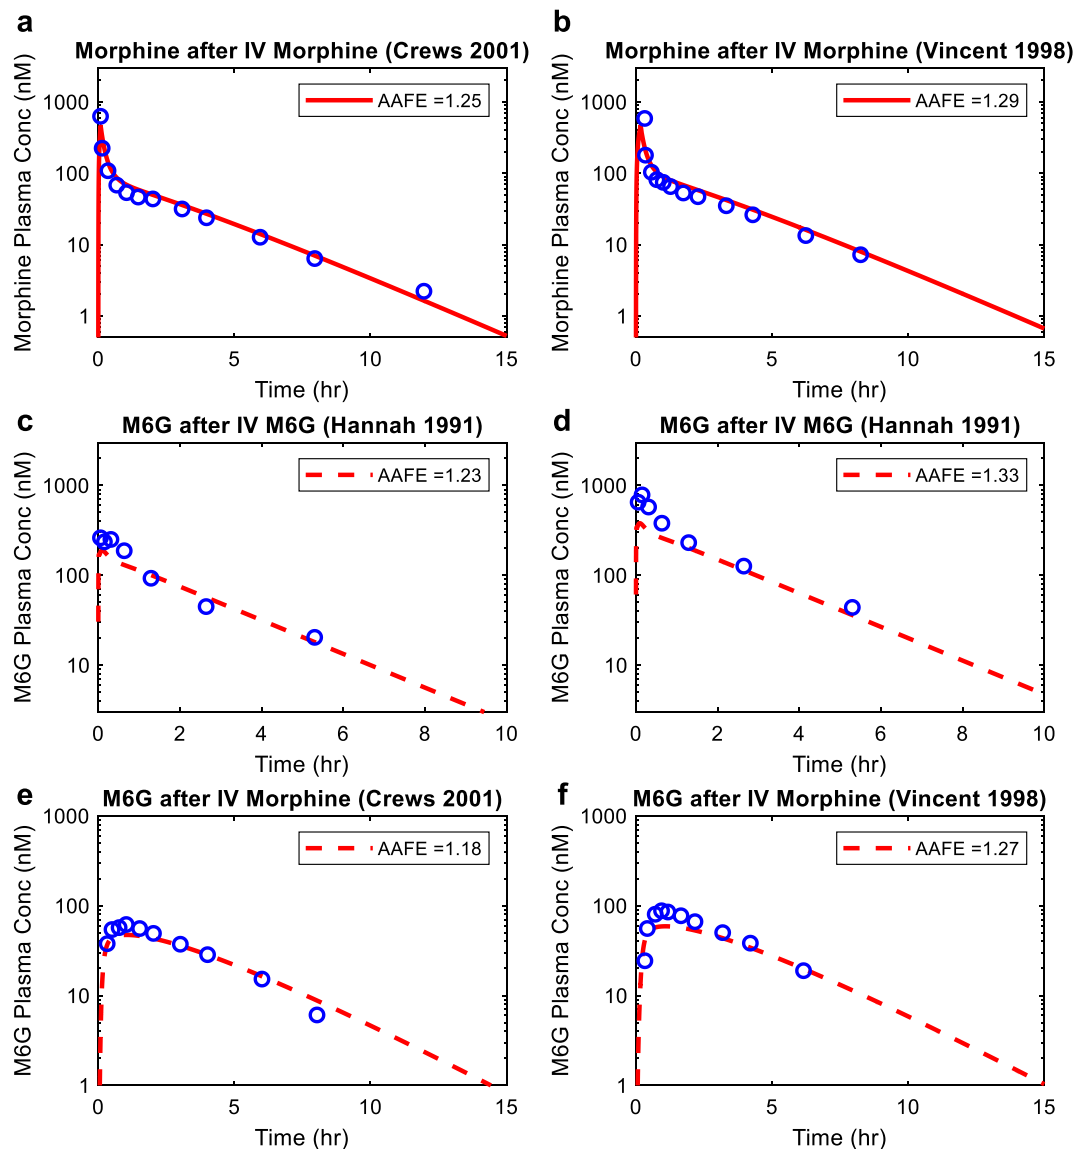 a
Morphine after IV Morphine (Crews 2001)
Morphine Plasma Conc (nM)
1000
100
10
1
AAFE =1.25
0 5 10 15
Time (hr)
b
Morphine after IV Morphine (Vincent 1998)
Morphine Plasma Conc (nM)
1000
100
10
1
AAFE =1.29
0 5 10 15
Time (hr)
c
M6G after IV M6G (Hannah 1991)
M6G Plasma Conc (nM)
1000
100
10
AAFE =1.23
0 2 4 6 8 10
Time (hr)
d
M6G after IV M6G (Hannah 1991)
M6G Plasma Conc (nM)
1000
100
10
AAFE =1.33
0 2 4 6 8 10
Time (hr)
e
M6G after IV Morphine (Crews 2001)
M6G Plasma Conc (nM)
1000
100
10
1
AAFE =1.18
0 5 10 15
Time (hr)
f
M6G after IV Morphine (Vincent 1998)
M6G Plasma Conc (nM)
1000
100
10
1
AAFE =1.27
0 5 10 15
Time (hr)